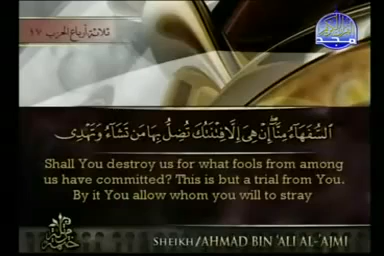 ثلاثة أرباع الحزب ١٧
المجد
السُّفَهَاءُ مِنَّا إِنْ هِيَ إِلَّا فِتْنَتُكَ تُضِلُّ بِهَا مَن تَشَاءُ وَتَهْدِي
Shall You destroy us for what fools from among
us have committed? This is but a trial from You.
By it You allow whom you will to stray
SHEIKH/AHMAD BIN 'ALI AL-'AJMI